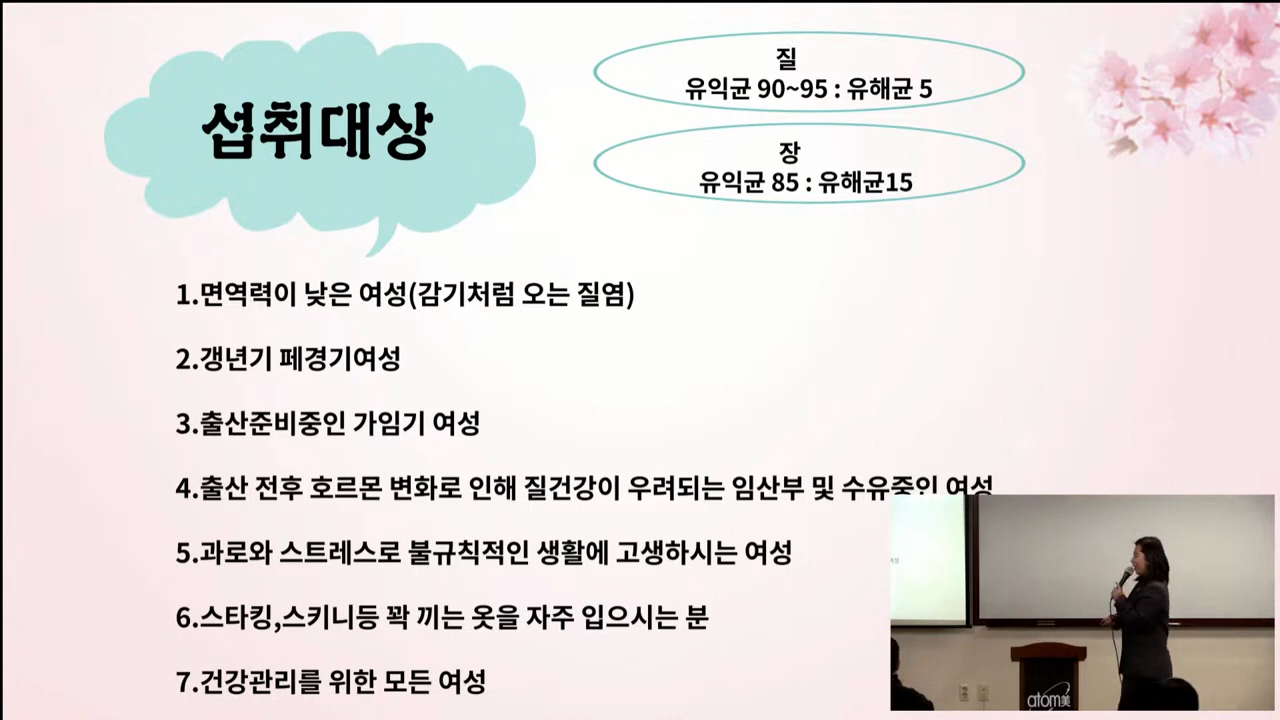 섭취대상
질
유익균 90~95 : 유해균 5
장
유익균 85 : 유해균15
1.면역력이 낮은 여성(감기처럼 오는 질염)
2.갱년기 폐경기여성
3.출산준비중인 가임기 여성
4.출산 전후 호르몬 변화로 인해 질건강이 우려되는 임산부 및 수유중인 여성
5.과로와 스트레스로 불규칙적인 생활에 고생하시는 여성
6.스타킹,스키니등 꽉 끼는 옷을 자주 입으시는 분
7.건강관리를 위한 모든 여성
atom美